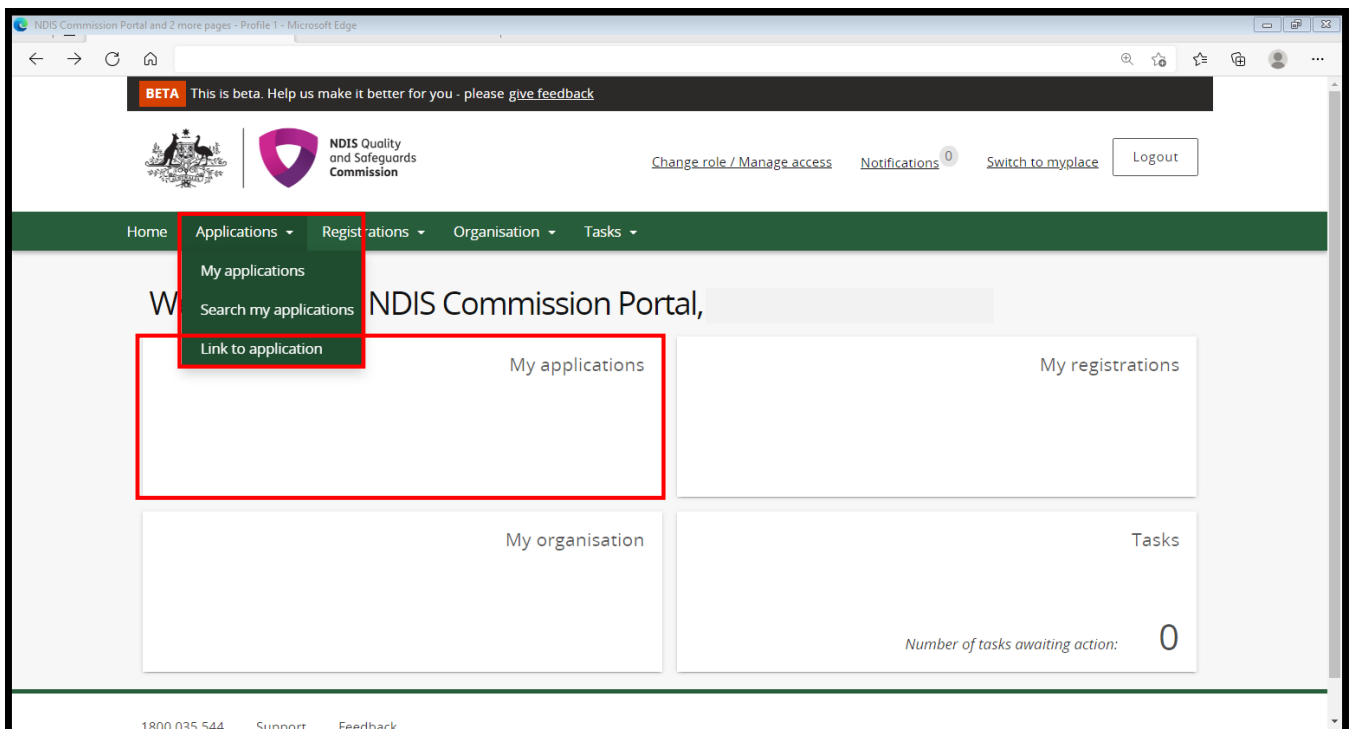 NDIS Commission Portal and 2 more pages - Profile 1 - Microsoft Edge
BETA This is beta. Help us make it better for you - please give feedback
NDIS Quality
and Safeguards
Commission
Change role / Manage access Notifications 0 Switch to myplace Logout
Home Applications Registrations Organisation Tasks
My applications
Search my applications
Link to application
W NDIS Commission Portal,
My applications
My registrations
My organisation
Tasks
Number of tasks awaiting action: 0
1800 035 544 Support Feedback